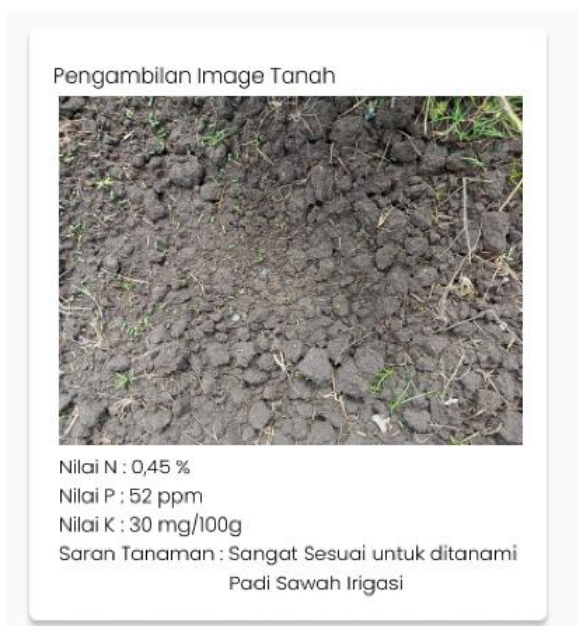 Pengambilan Image Tanah
Nilai N : 0,45 %
Nilai P : 52 ppm
Nilai K : 30 mg/100g
Saran Tanaman : Sangat Sesuai untuk ditanami
Padi Sawah Irigasi